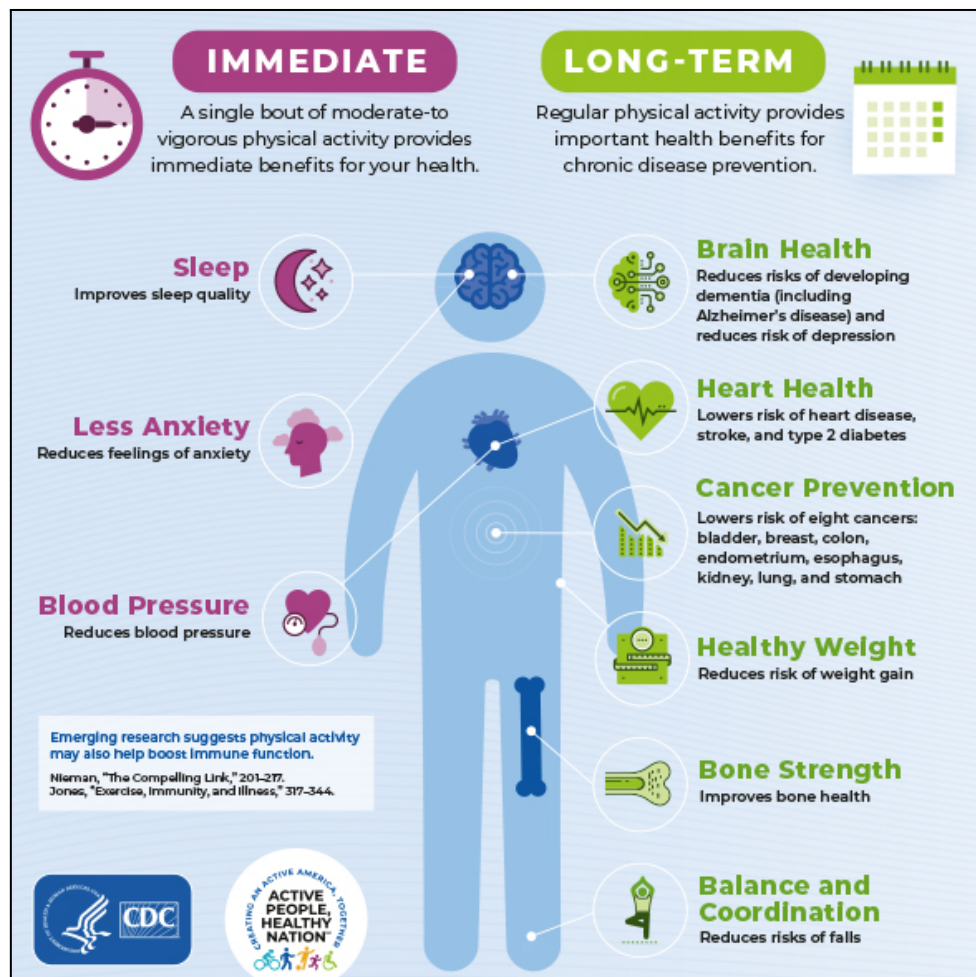 IMMEDIATE
A single bout of moderate-to
vigorous physical activity provides
immediate benefits for your health.
LONG-TERM
Regular physical activity provides
important health benefits for
chronic disease prevention.
Sleep
Improves sleep quality
Less Anxiety
Reduces feelings of anxiety
Blood Pressure
Reduces blood pressure
Brain Health
Reduces risks of developing
dementia (including
Alzheimer's disease) and
reduces risk of depression
Heart Health
Lowers risk of heart disease,
stroke, and type 2 diabetes
Cancer Prevention
Lowers risk of eight cancers:
bladder, breast, colon,
endometrium, esophagus,
kidney, lung, and stomach
Healthy Weight
Reduces risk of weight gain
Bone Strength
Improves bone health
Balance and
Coordination
Reduces risks of falls
Emerging research suggests physical activity
may also help boost immune function.
Nieman, "The Compelling Link," 201–217.
Jones, "Exercise, Immunity, and Illness," 317–344.
CDC
CREATING AN ACTIVE AMERICA, TOGETHER
ACTIVE
PEOPLE,
HEALTHY
NATION